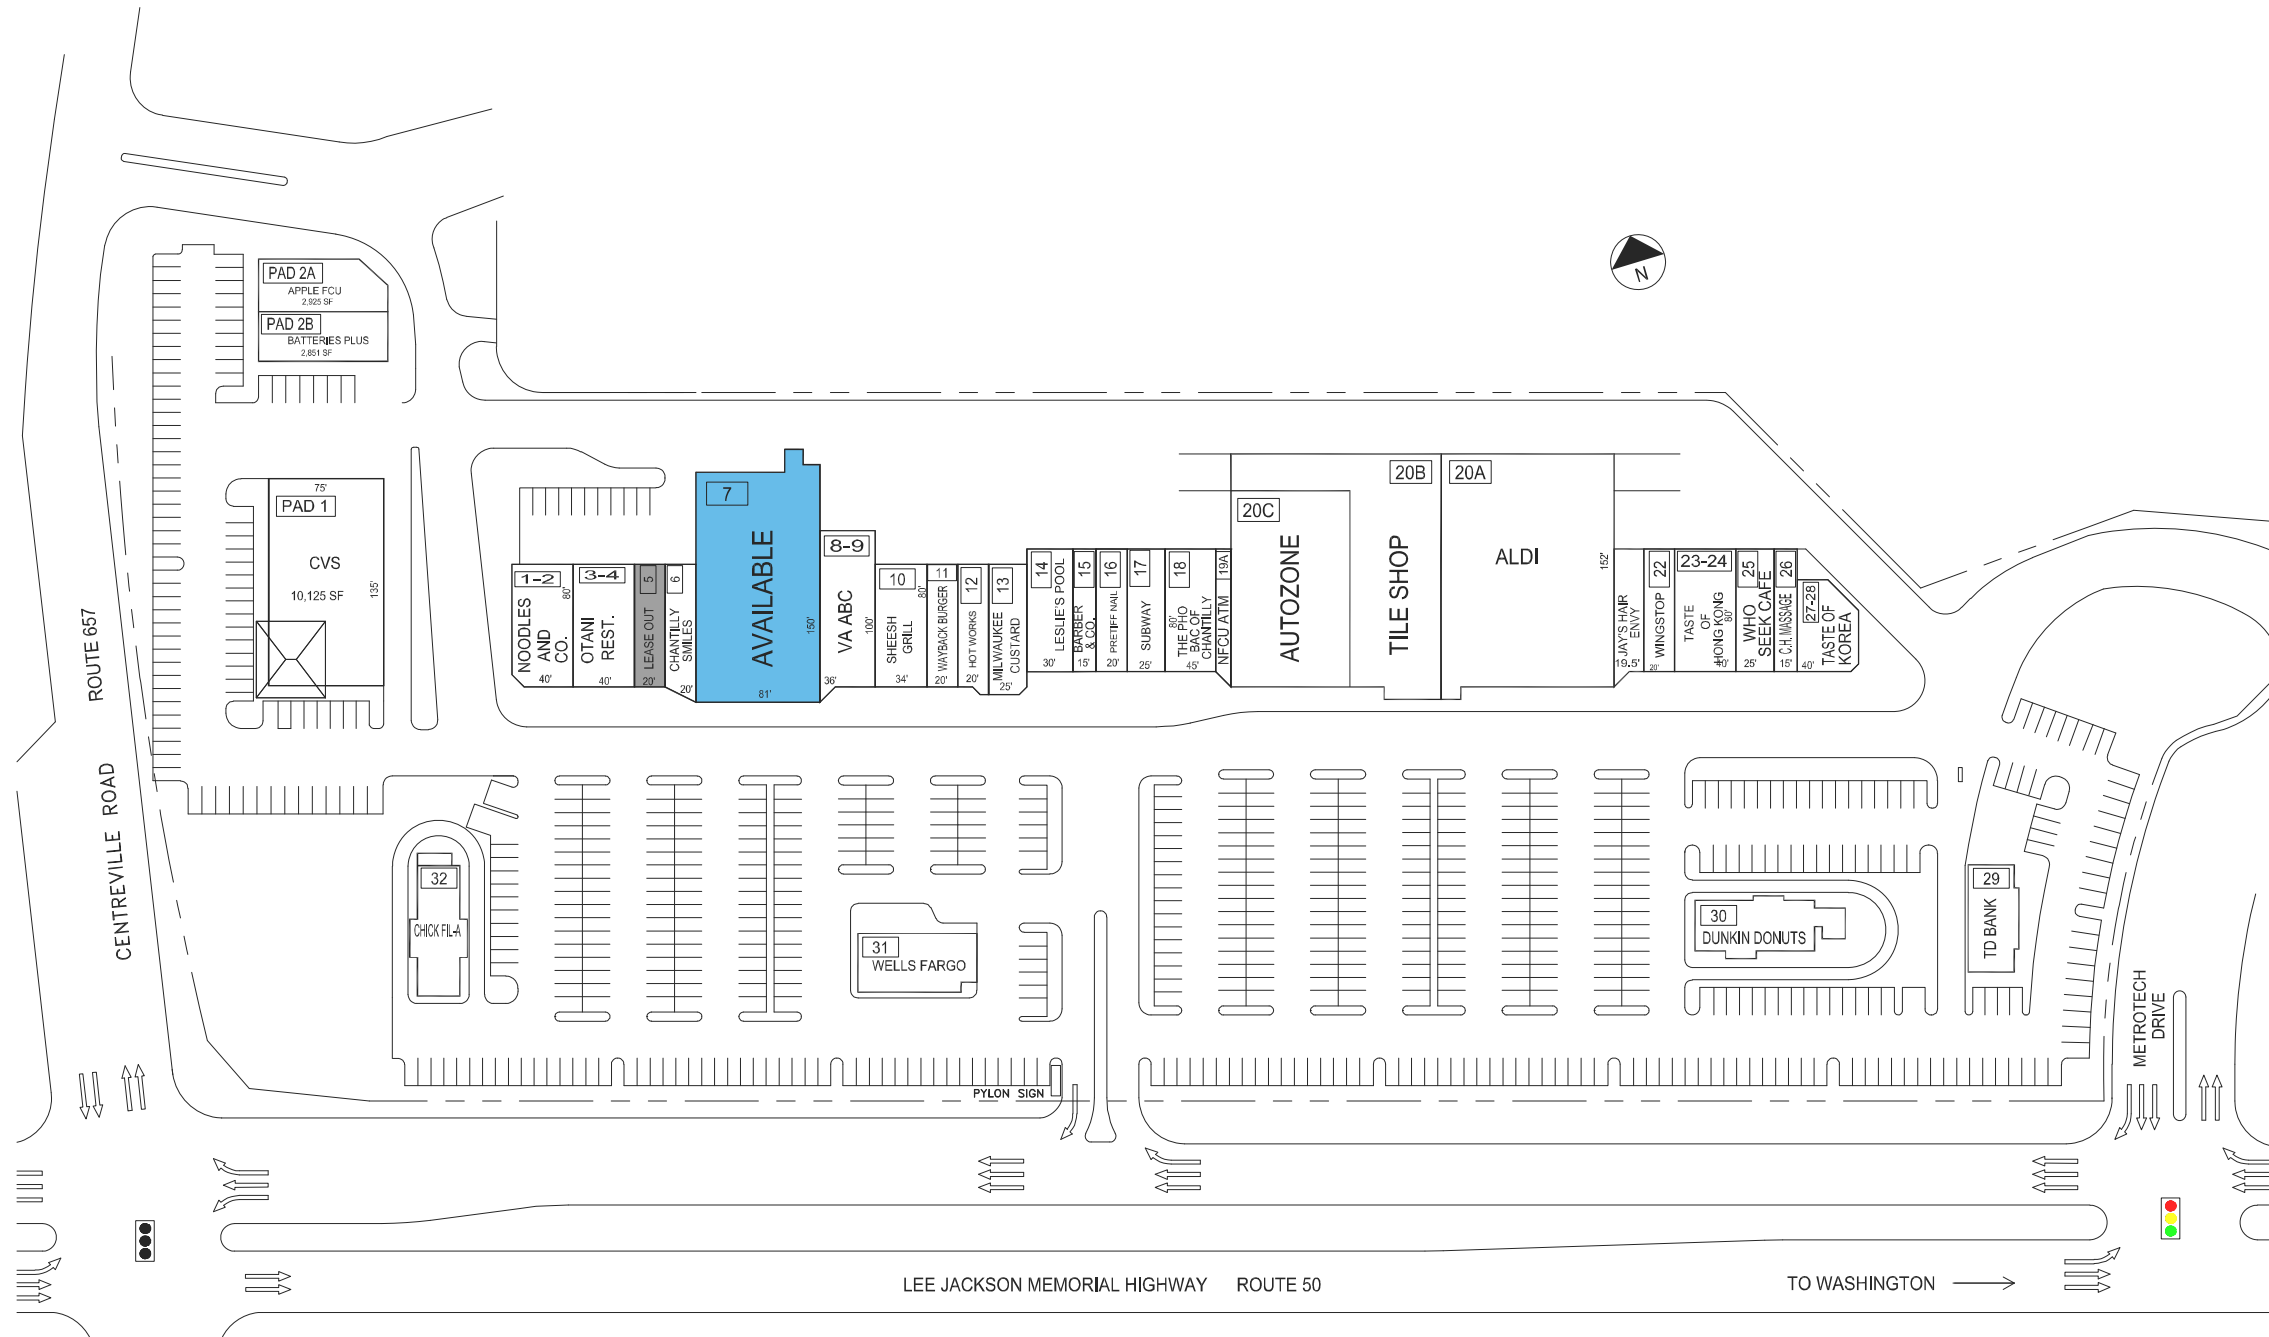 N
PAD 2A
APPLE FCU
2,925 SF
PAD 2B
BATTERIES PLUS
2,851 SF
75'
PAD 1
CVS
10,125 SF
135'
ROUTE 657
CENTREVILLE ROAD
1-2
NOODLES
AND
CO.
80'
40'
3-4
OTANI
REST.
40'
5
LEASE OUT
20'
6
CHANTILLY
SMILES
20'
7
AVAILABLE
150'
81'
8-9
VA ABC
100'
36'
10
SHEESH
GRILL
80'
34'
11
WAYBACK BURGER
20'
12
HOT WORKS
20'
13
MILWAUKEE
CUSTARD
25'
14
LESLIE'S POOL
30'
15
BARBER
& CO.
15'
16
PRETIFF NAIL
20'
17
SUBWAY
25'
18
80'
THE PHO
BAC OF
CHANTILLY
45'
19A
NFCU ATM
20C
AUTOZONE
20B
TILE SHOP
20A
ALDI
152'
JAY'S HAIR
ENVY
19.5'
22
WINGSTOP
20'
23-24
TASTE
OF
HONG KONG
80'
40'
25
WHO
SEEK CAFE
25'
26
C.H. MASSAGE
15'
27-28
TASTE OF
KOREA
40'
32
CHICK FIL-A
31
WELLS FARGO
30
DUNKIN DONUTS
29
TD BANK
METROTECH
DRIVE
PYLON SIGN
LEE JACKSON MEMORIAL HIGHWAY ROUTE 50
TO WASHINGTON